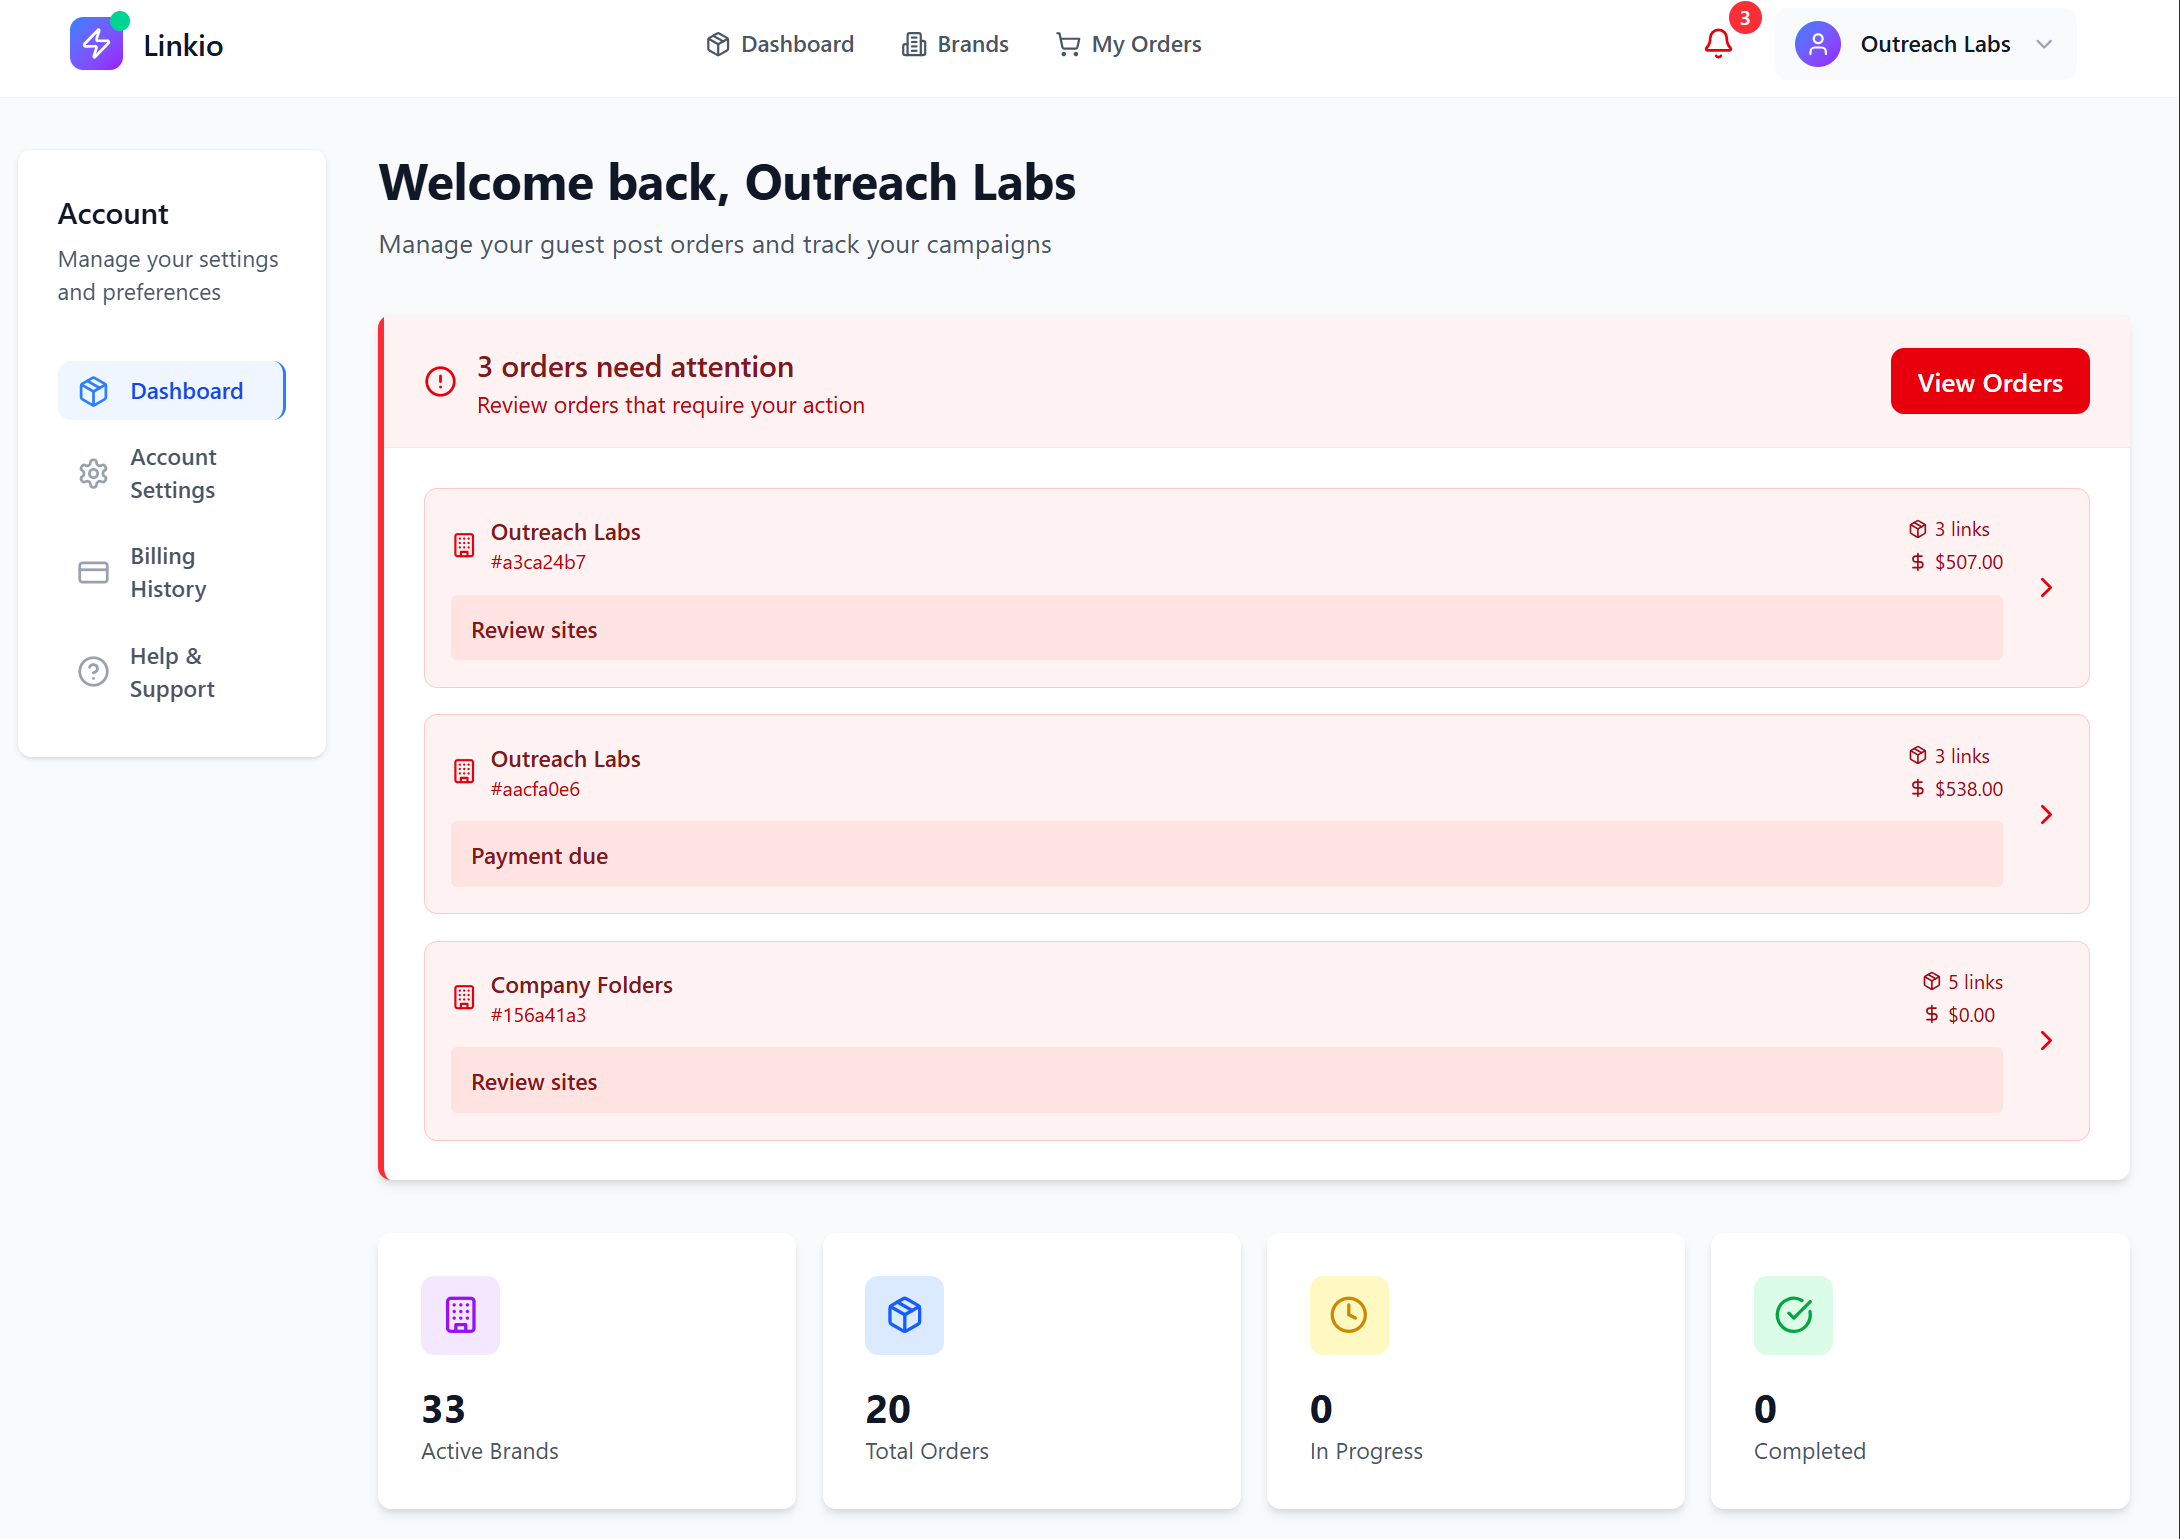 Linkio
Dashboard
Brands
My Orders
3
Outreach Labs
Account
Manage your settings
and preferences
Dashboard
Account
Settings
Billing
History
Help &
Support
Welcome back, Outreach Labs
Manage your guest post orders and track your campaigns
3 orders need attention
Review orders that require your action
View Orders
Outreach Labs
#a3ca24b7
3 links
$507.00
Review sites
Outreach Labs
#aacfa0e6
3 links
$538.00
Payment due
Company Folders
#156a41a3
5 links
$0.00
Review sites
33
Active Brands
20
Total Orders
0
In Progress
0
Completed